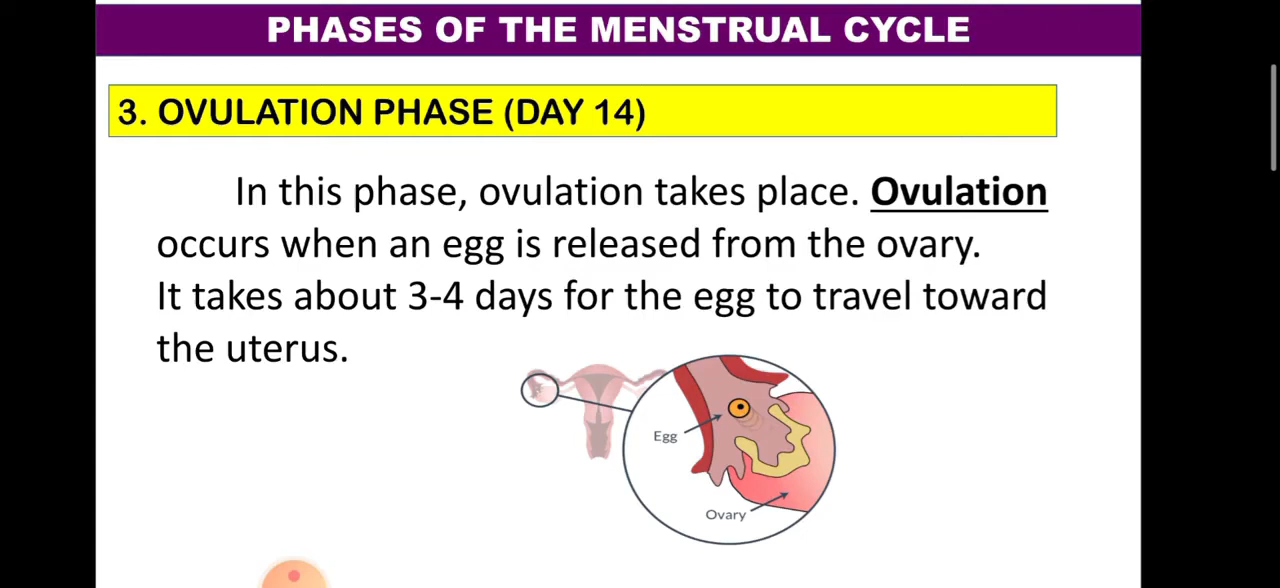 PHASES OF THE MENSTRUAL CYCLE
3. OVULATION PHASE (DAY 14)
In this phase, ovulation takes place. Ovulation
occurs when an egg is released from the ovary.
It takes about 3-4 days for the egg to travel toward
the uterus.
Egg
Ovary